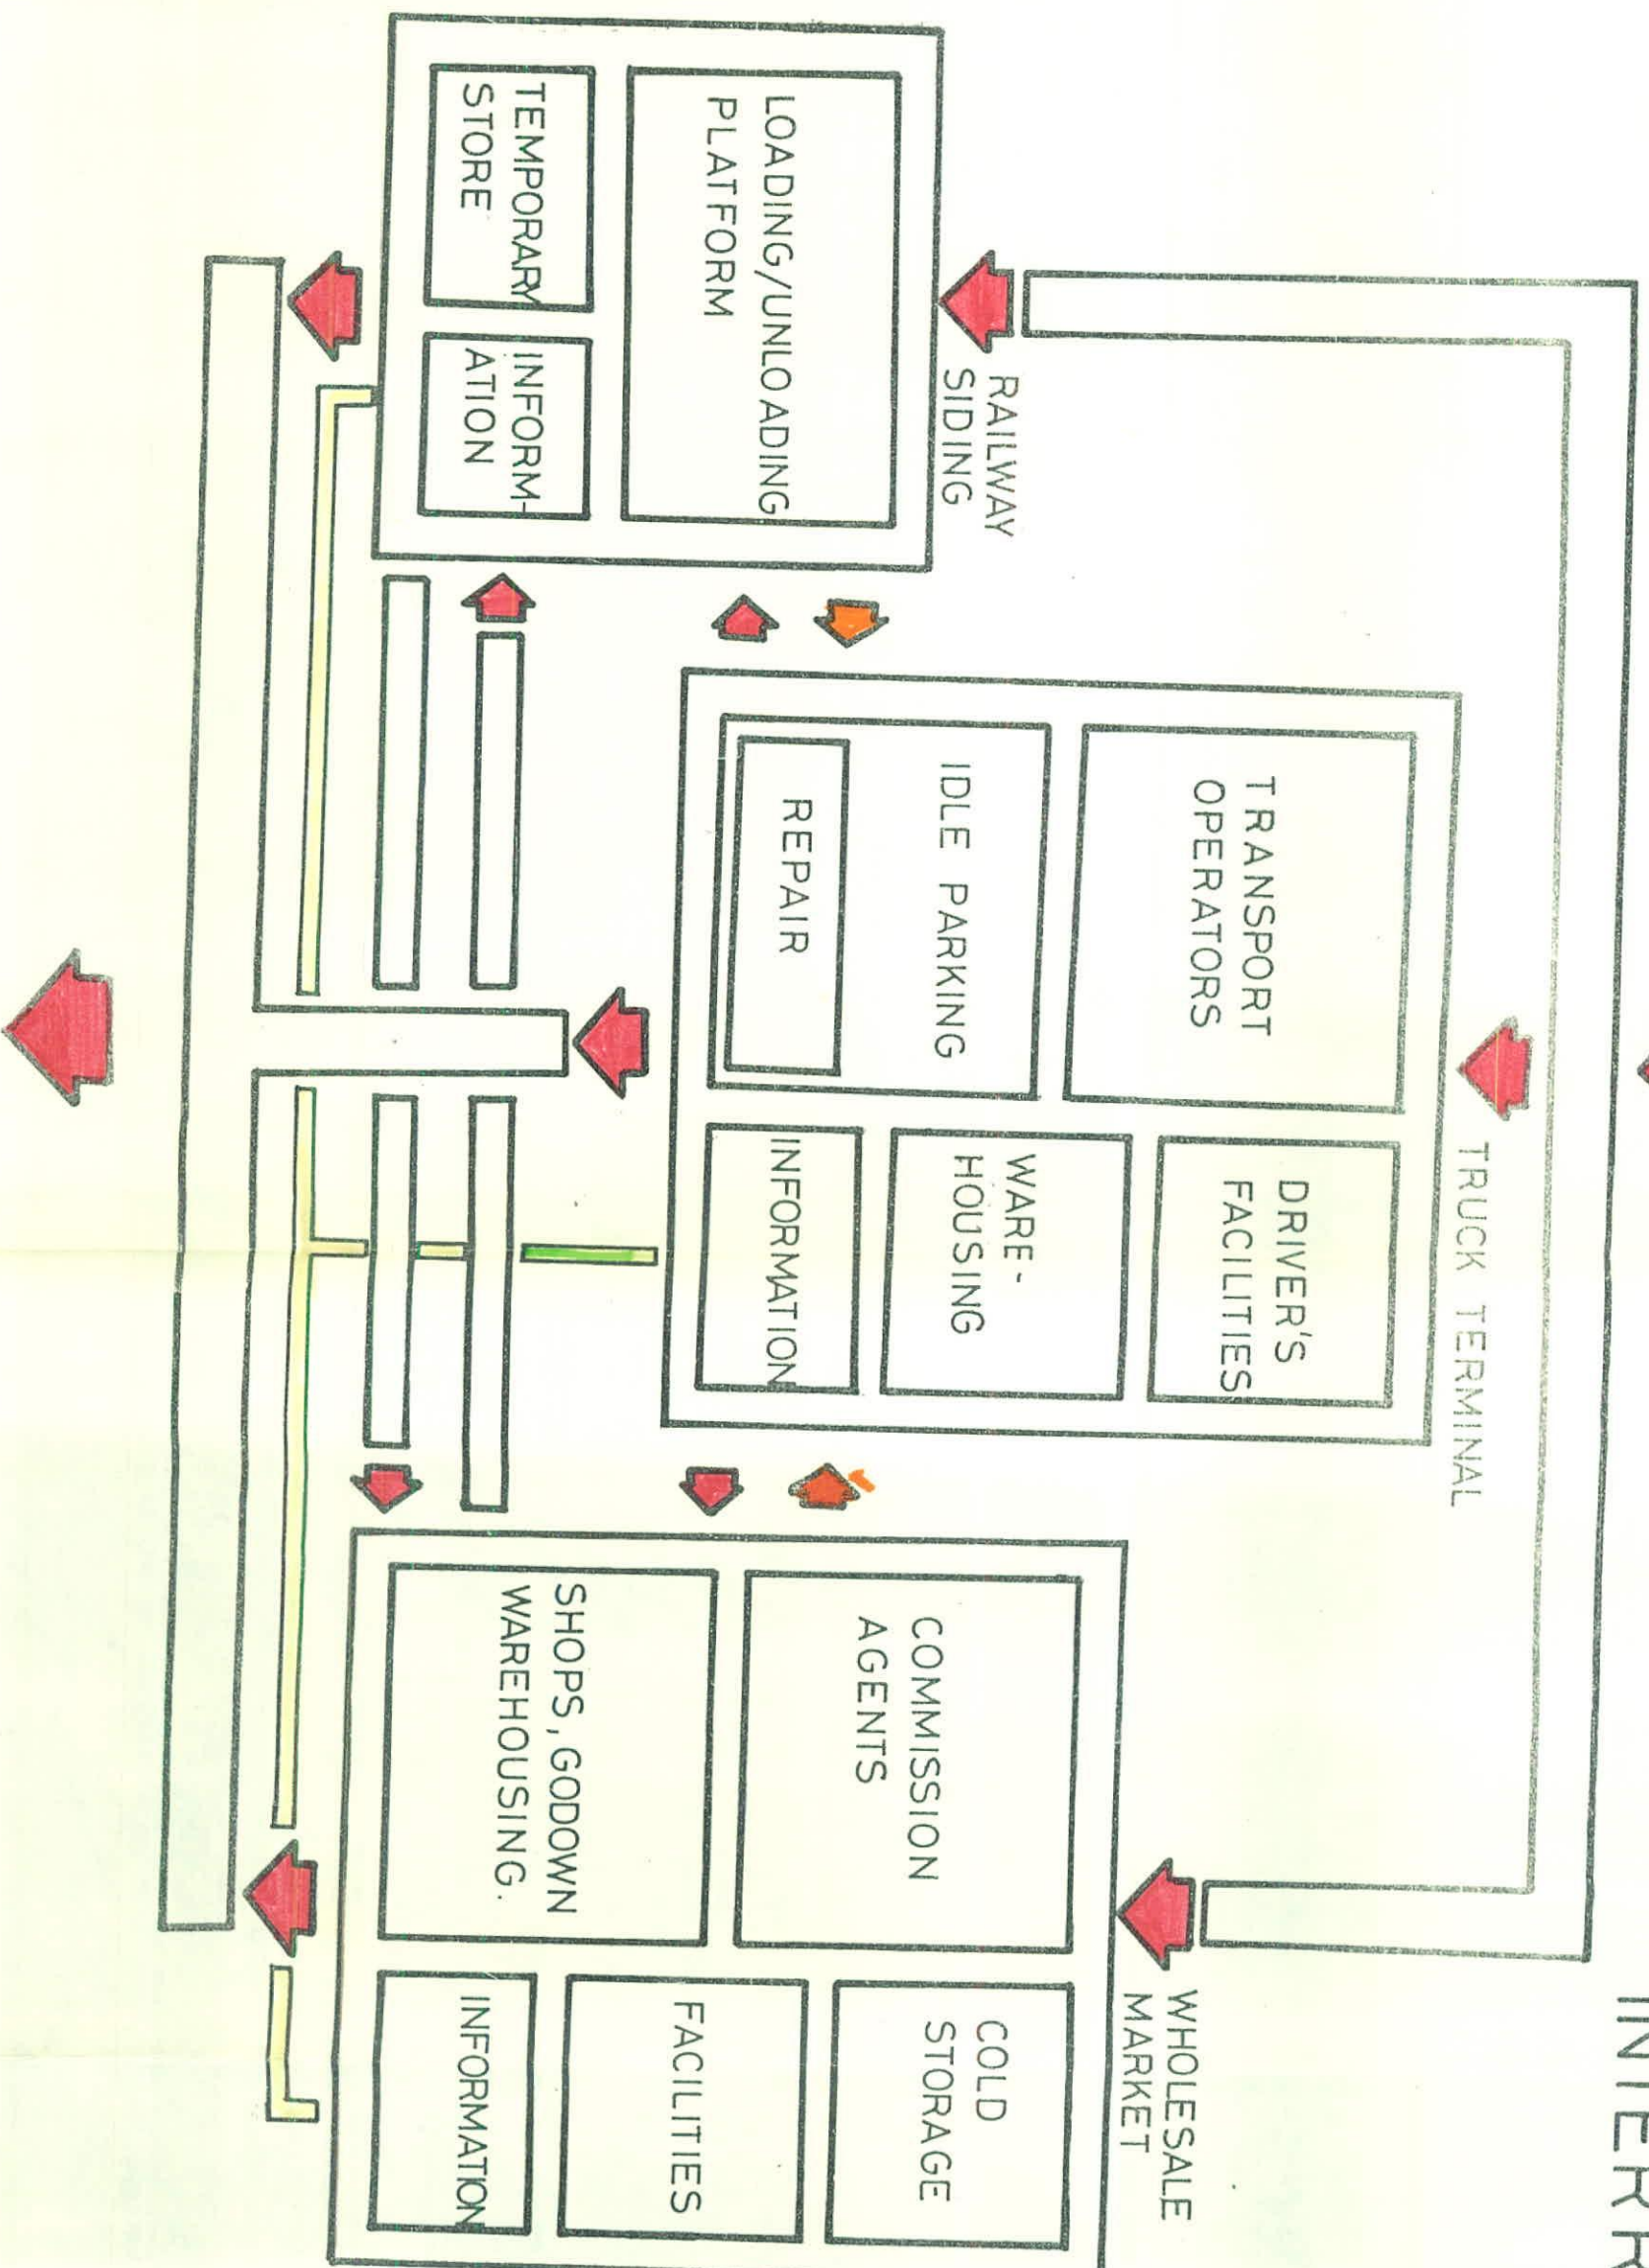 INTERR
RAILWAY
SIDING
LOADING/UNLOADING
PLATFORM
TEMPORARY
STORE
INFORM-
ATION
TRUCK TERMINAL
TRANSPORT
OPERATORS
DRIVER'S
FACILITIES
IDLE PARKING
REPAIR
WARE-
HOUSING
INFORMATION
WHOLESALE
MARKET
COMMISSION
AGENTS
COLD
STORAGE
SHOPS, GODOWN
WAREHOUSING.
FACILITIES
INFORMATION